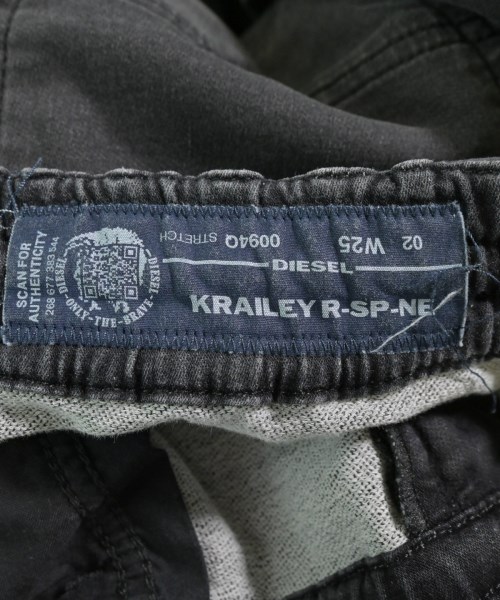 SCAN FOR
AUTHENTICITY
268 677 383 54
DIESEL
ONLY-THE-BRAVE
DIESEL
0094Q STRETCH
02 W25
DIESEL
KRAILEY R-SP-NE